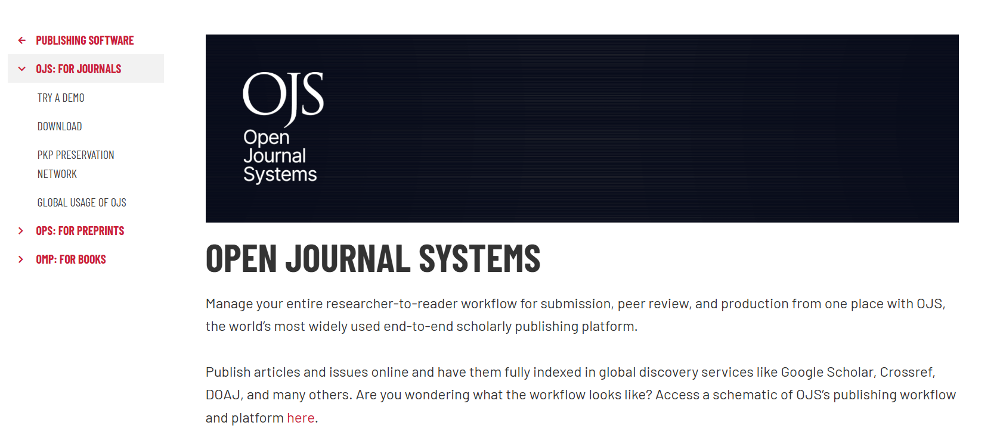 PUBLISHING SOFTWARE
OJS: FOR JOURNALS
TRY A DEMO
DOWNLOAD
PKP PRESERVATION
NETWORK
GLOBAL USAGE OF OJS
OPS: FOR PREPRINTS
OMP: FOR BOOKS
OJS
Open
Journal
Systems
OPEN JOURNAL SYSTEMS
Manage your entire researcher-to-reader workflow for submission, peer review, and production from one place with OJS,
the world’s most widely used end-to-end scholarly publishing platform.
Publish articles and issues online and have them fully indexed in global discovery services like Google Scholar, Crossref,
DOAJ, and many others. Are you wondering what the workflow looks like? Access a schematic of OJS’s publishing workflow
and platform here.